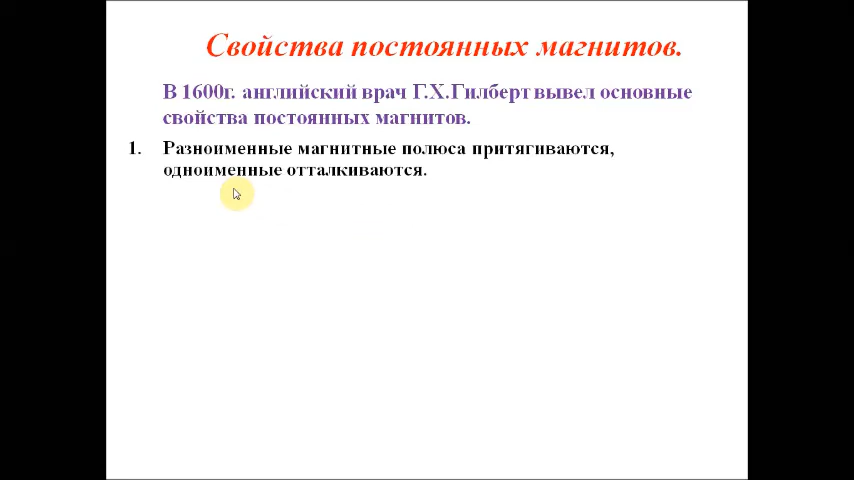 Свойства постоянных магнитов.
В 1600г. английский врач Г.Х.Гилберт вывел основные
свойства постоянных магнитов.
1. Разноименные магнитные полюса притягиваются,
одноименные отталкиваются.